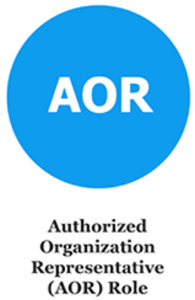 AOR
Authorized
Organization
Representative
(AOR) Role